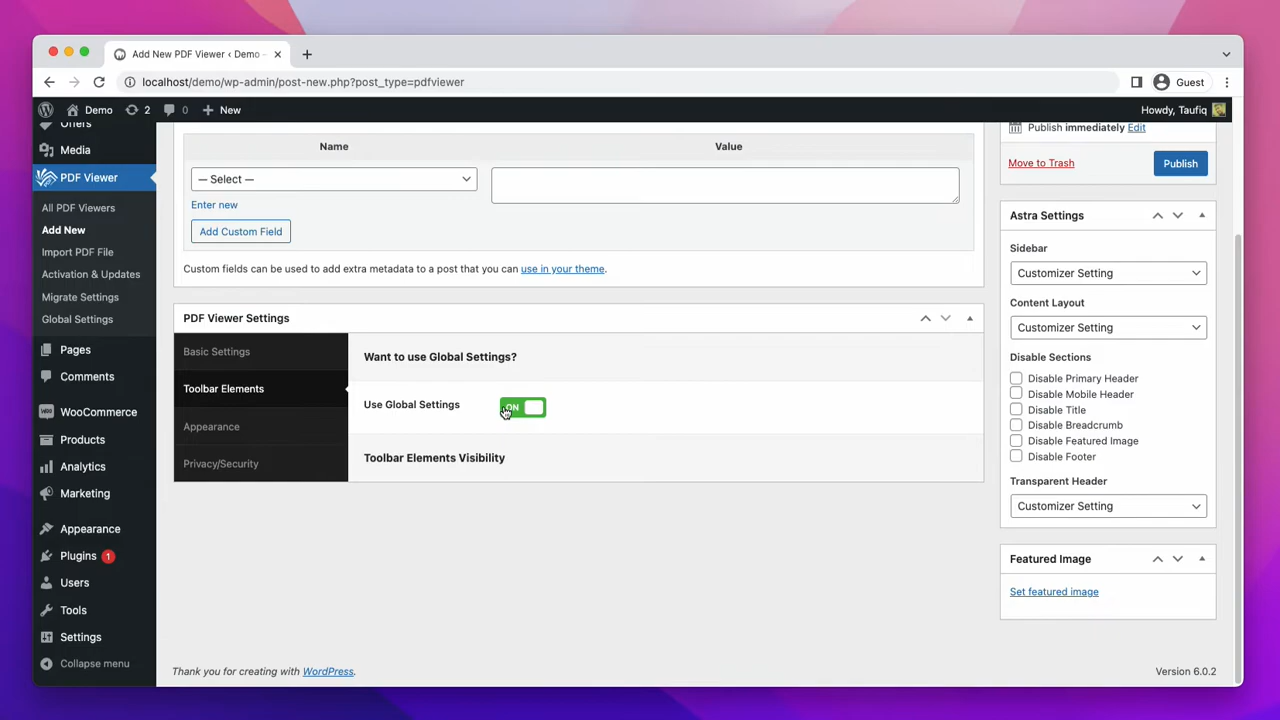 Add New PDF Viewer ‹ Demo –
localhost/demo/wp-admin/post-new.php?post_type=pdfviewer
Guest
Demo
2
0
New
Howdy, Taufiq
Offers
Media
PDF Viewer
All PDF Viewers
Add New
Import PDF File
Activation & Updates
Migrate Settings
Global Settings
Pages
Comments
WooCommerce
Products
Analytics
Marketing
Appearance
Plugins 1
Users
Tools
Settings
Collapse menu
Name
Value
— Select —
Enter new
Add Custom Field
Custom fields can be used to add extra metadata to a post that you can use in your theme.
PDF Viewer Settings
Basic Settings
Toolbar Elements
Appearance
Privacy/Security
Want to use Global Settings?
Use Global Settings
ON
Toolbar Elements Visibility
Publish immediately Edit
Move to Trash
Publish
Astra Settings
Sidebar
Customizer Setting
Content Layout
Customizer Setting
Disable Sections
Disable Primary Header
Disable Mobile Header
Disable Title
Disable Breadcrumb
Disable Featured Image
Disable Footer
Transparent Header
Customizer Setting
Featured Image
Set featured image
Thank you for creating with WordPress.
Version 6.0.2